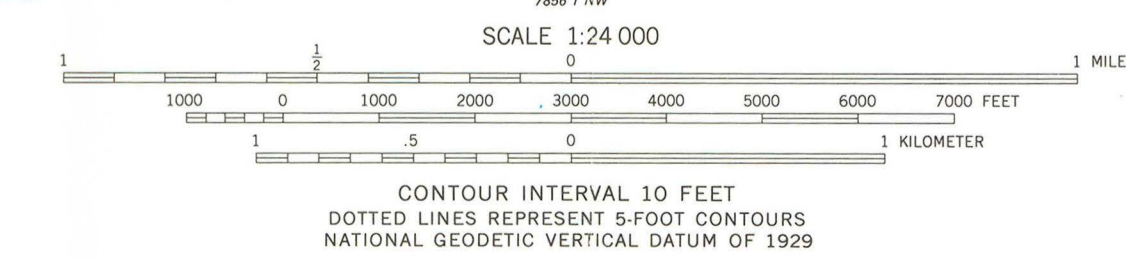 7856 I NW
SCALE 1:24 000
1 1/2 0 1 MILE
1000 0 1000 2000 3000 4000 5000 6000 7000 FEET
1 .5 0 1 KILOMETER
CONTOUR INTERVAL 10 FEET
DOTTED LINES REPRESENT 5-FOOT CONTOURS
NATIONAL GEODETIC VERTICAL DATUM OF 1929